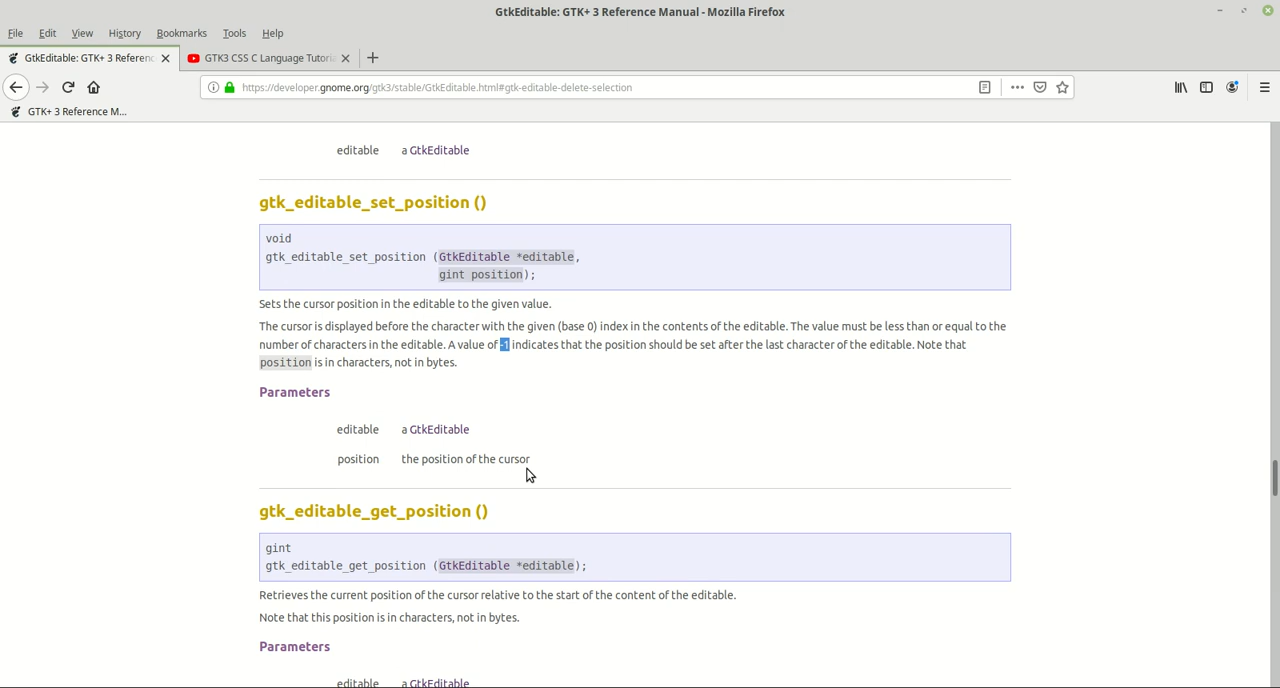 GtkEditable: GTK+ 3 Reference Manual - Mozilla Firefox
File Edit View History Bookmarks Tools Help
GtkEditable: GTK+ 3 Referenc GTK3 CSS C Language Tutori
https://developer.gnome.org/gtk3/stable/GtkEditable.html#gtk-editable-delete-selection
GTK+ 3 Reference M...
editable a GtkEditable
gtk_editable_set_position ()
void
gtk_editable_set_position (GtkEditable *editable,
gint position);
Sets the cursor position in the editable to the given value.
The cursor is displayed before the character with the given (base 0) index in the contents of the editable. The value must be less than or equal to the
number of characters in the editable. A value of -1 indicates that the position should be set after the last character of the editable. Note that
position is in characters, not in bytes.
Parameters
editable a GtkEditable
position the position of the cursor
gtk_editable_get_position ()
gint
gtk_editable_get_position (GtkEditable *editable);
Retrieves the current position of the cursor relative to the start of the content of the editable.
Note that this position is in characters, not in bytes.
Parameters
editable a GtkEditable